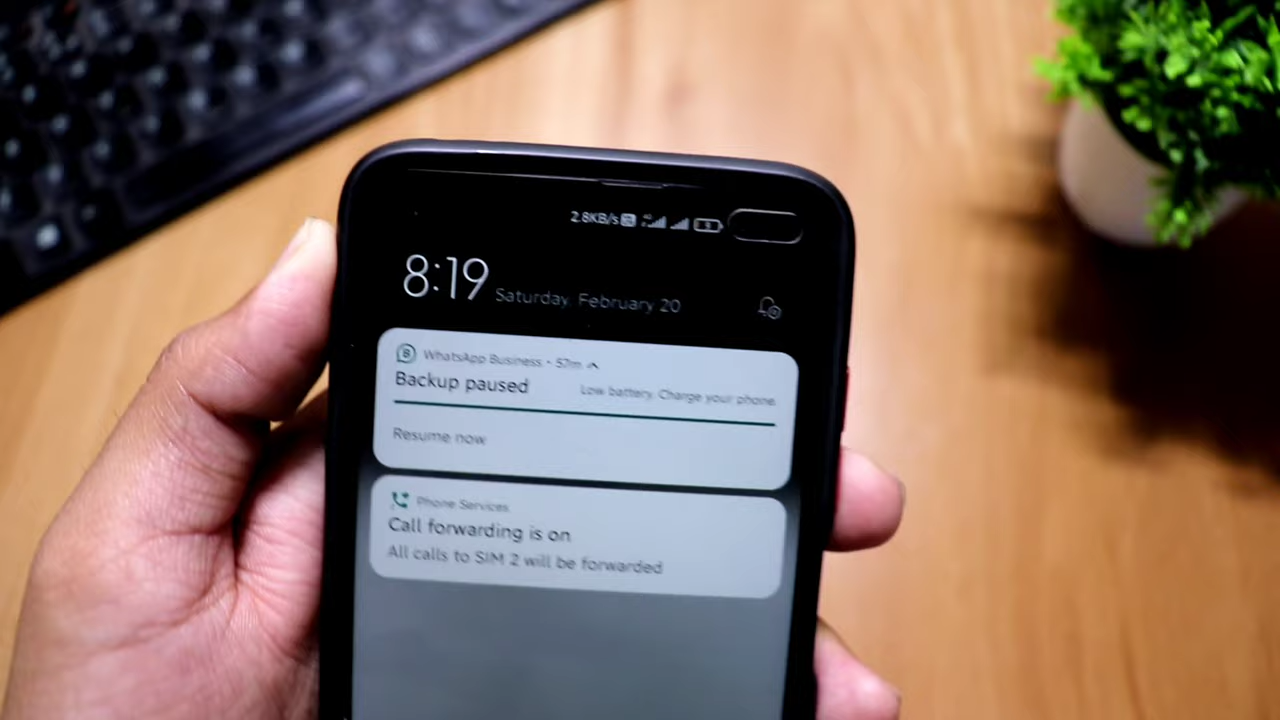 2.8KB/s
8:19 Saturday, February 20
WhatsApp Business • 57m
Backup paused Low battery. Charge your phone.
Resume now
Phone Services
Call forwarding is on
All calls to SIM 2 will be forwarded